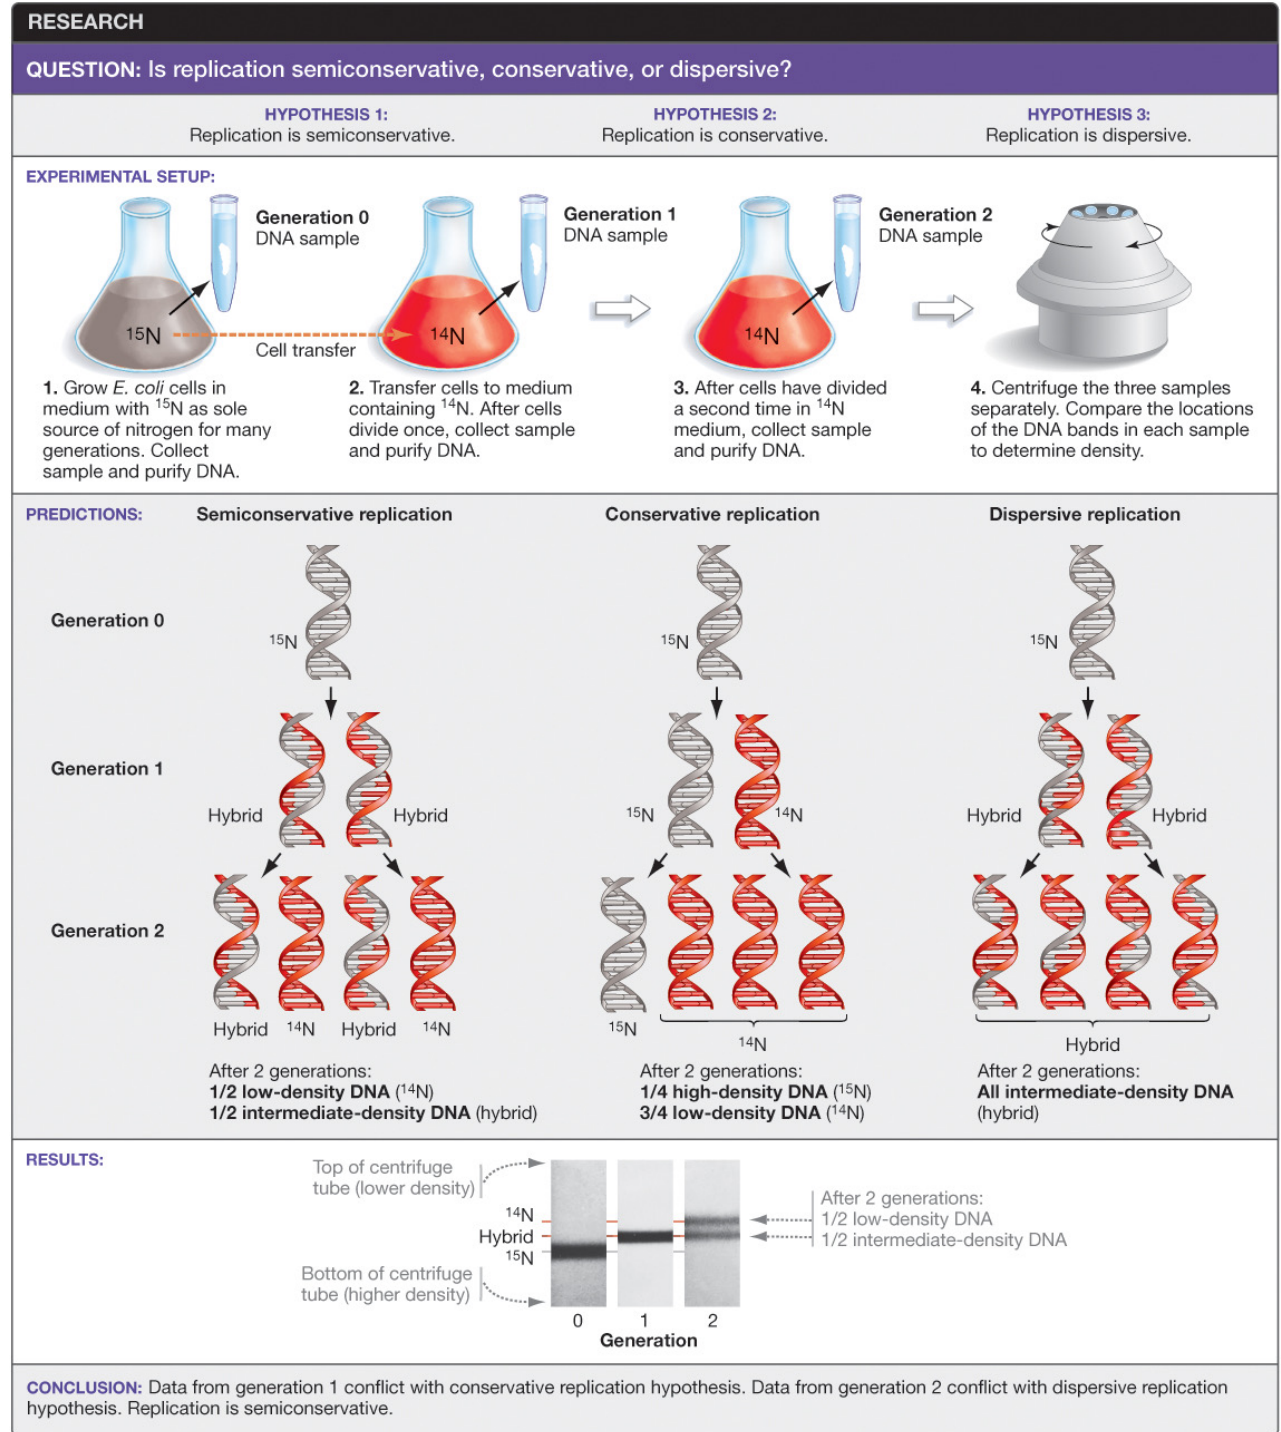 RESEARCH
QUESTION: Is replication semiconservative, conservative, or dispersive?
HYPOTHESIS 1:
Replication is semiconservative.
HYPOTHESIS 2:
Replication is conservative.
HYPOTHESIS 3:
Replication is dispersive.
EXPERIMENTAL SETUP:
Generation 0
DNA sample
Generation 1
DNA sample
Generation 2
DNA sample
¹⁵N
Cell transfer
¹⁴N
¹⁴N
1. Grow E. coli cells in
medium with ¹⁵N as sole
source of nitrogen for many
generations. Collect
sample and purify DNA.
2. Transfer cells to medium
containing ¹⁴N. After cells
divide once, collect sample
and purify DNA.
3. After cells have divided
a second time in ¹⁴N
medium, collect sample
and purify DNA.
4. Centrifuge the three samples
separately. Compare the locations
of the DNA bands in each sample
to determine density.
PREDICTIONS:
Semiconservative replication
Conservative replication
Dispersive replication
Generation 0
¹⁵N
¹⁵N
¹⁵N
Generation 1
Hybrid
Hybrid
¹⁵N
¹⁴N
Hybrid
Hybrid
Generation 2
Hybrid
¹⁴N
Hybrid
¹⁴N
¹⁵N
¹⁴N
Hybrid
After 2 generations:
1/2 low-density DNA (¹⁴N)
1/2 intermediate-density DNA (hybrid)
After 2 generations:
1/4 high-density DNA (¹⁵N)
3/4 low-density DNA (¹⁴N)
After 2 generations:
All intermediate-density DNA
(hybrid)
RESULTS:
Top of centrifuge
tube (lower density)
¹⁴N
Hybrid
¹⁵N
Bottom of centrifuge
tube (higher density)
After 2 generations:
1/2 low-density DNA
1/2 intermediate-density DNA
0 1 2
Generation
CONCLUSION: Data from generation 1 conflict with conservative replication hypothesis. Data from generation 2 conflict with dispersive replication
hypothesis. Replication is semiconservative.